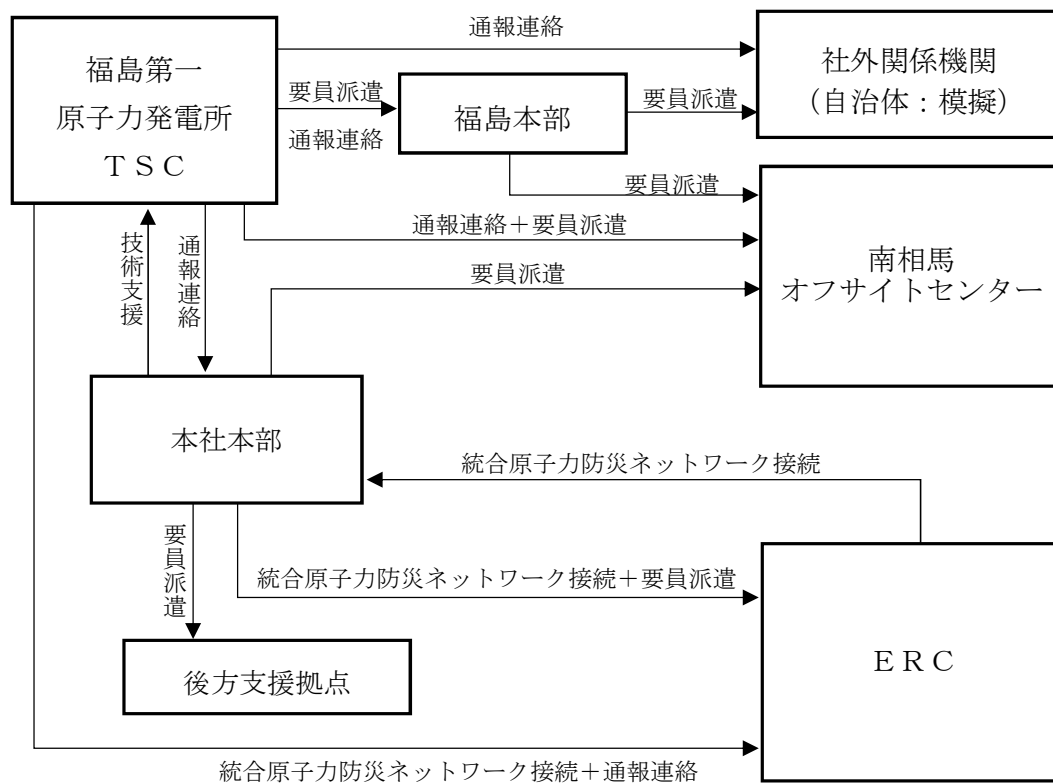 通報連絡
福島第一
原子力発電所
ＴＳＣ
社外関係機関
（自治体：模擬）
要員派遣
通報連絡
福島本部
要員派遣
要員派遣
通報連絡＋要員派遣
南相馬
オフサイトセンター
技術支援
通報連絡
要員派遣
本社本部
統合原子力防災ネットワーク接続
要員派遣
統合原子力防災ネットワーク接続＋要員派遣
ＥＲＣ
後方支援拠点
統合原子力防災ネットワーク接続＋通報連絡